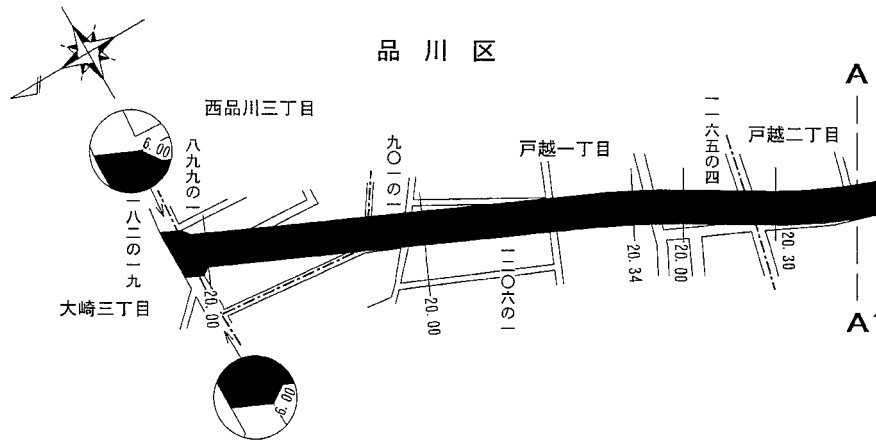 品川区
A
西品川三丁目
八九九の一
九〇一の一
戸越一丁目
一一六五の四
戸越二丁目
6.00
一八二の一九
大崎三丁目
20.00
20.00
一二〇六の一
20.34
20.00
20.30
A'
6.00